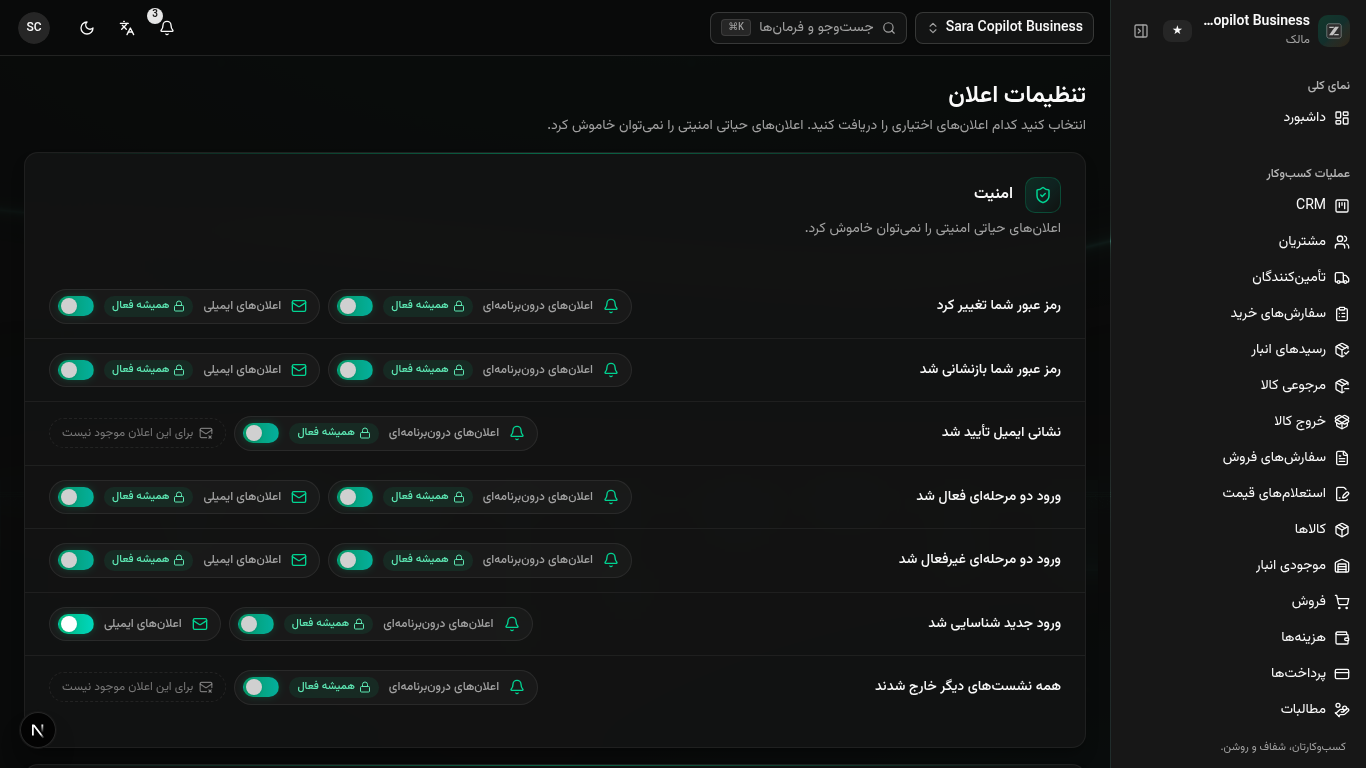 ...opilot Business
مالک
نمای کلی
داشبورد
عملیات کسب‌وکار
CRM
مشتریان
تأمین‌کنندگان
سفارش‌های خرید
رسیدهای انبار
مرجوعی کالا
خروج کالا
سفارش‌های فروش
استعلام‌های قیمت
کالاها
موجودی انبار
فروش
هزینه‌ها
پرداخت‌ها
مطالبات
کسب‌وکارتان، شفاف و روشن.
Sara Copilot Business
جست‌وجو و فرمان‌ها ⌘K
3
SC
تنظیمات اعلان
انتخاب کنید کدام اعلان‌های اختیاری را دریافت کنید. اعلان‌های حیاتی امنیتی را نمی‌توان خاموش کرد.
امنیت
اعلان‌های حیاتی امنیتی را نمی‌توان خاموش کرد.
رمز عبور شما تغییر کرد اعلان‌های درون‌برنامه‌ای همیشه فعال اعلان‌های ایمیلی همیشه فعال
رمز عبور شما بازنشانی شد اعلان‌های درون‌برنامه‌ای همیشه فعال اعلان‌های ایمیلی همیشه فعال
نشانی ایمیل تأیید شد اعلان‌های درون‌برنامه‌ای همیشه فعال برای این اعلان موجود نیست
ورود دو مرحله‌ای فعال شد اعلان‌های درون‌برنامه‌ای همیشه فعال اعلان‌های ایمیلی همیشه فعال
ورود دو مرحله‌ای غیرفعال شد اعلان‌های درون‌برنامه‌ای همیشه فعال اعلان‌های ایمیلی همیشه فعال
ورود جدید شناسایی شد اعلان‌های درون‌برنامه‌ای همیشه فعال اعلان‌های ایمیلی
همه نشست‌های دیگر خارج شدند اعلان‌های درون‌برنامه‌ای همیشه فعال برای این اعلان موجود نیست
N